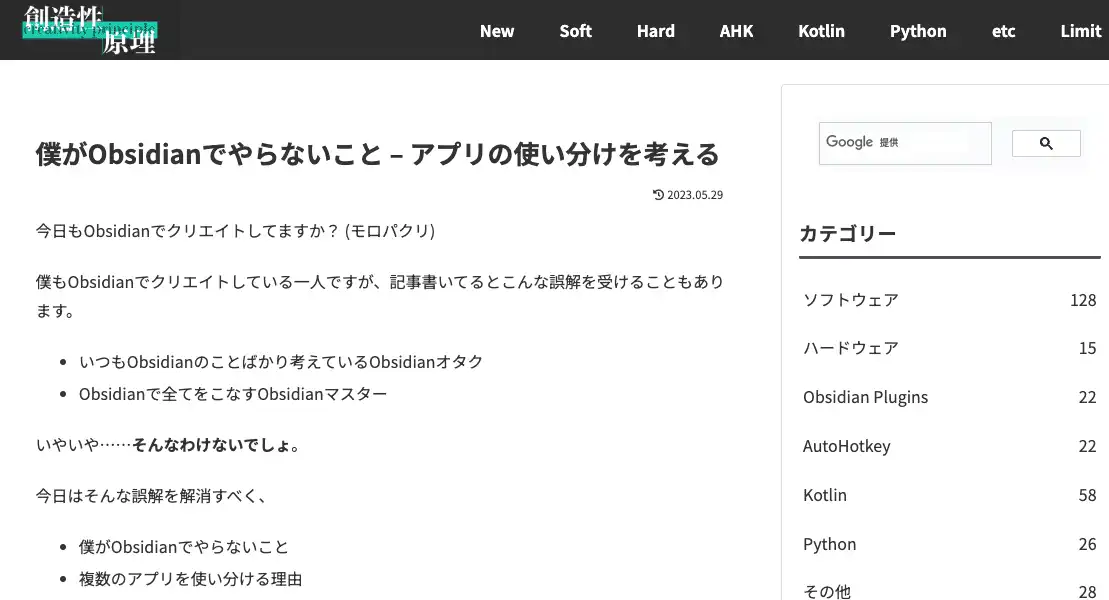 創造性
creativity principle
原理
New Soft Hard AHK Kotlin Python etc Limit
僕がObsidianでやらないこと – アプリの使い分けを考える
2023.05.29
今日もObsidianでクリエイトしてますか？ (モロパクリ)
僕もObsidianでクリエイトしている一人ですが、記事書いてるとこんな誤解を受けることもあり
ます。
• いつもObsidianのことばかり考えているObsidianオタク
• Obsidianで全てをこなすObsidianマスター
いやいや……そんなわけないでしょ。
今日はそんな誤解を解消すべく、
• 僕がObsidianでやらないこと
• 複数のアプリを使い分ける理由
Google 提供
カテゴリー
ソフトウェア 128
ハードウェア 15
Obsidian Plugins 22
AutoHotkey 22
Kotlin 58
Python 26
その他 28